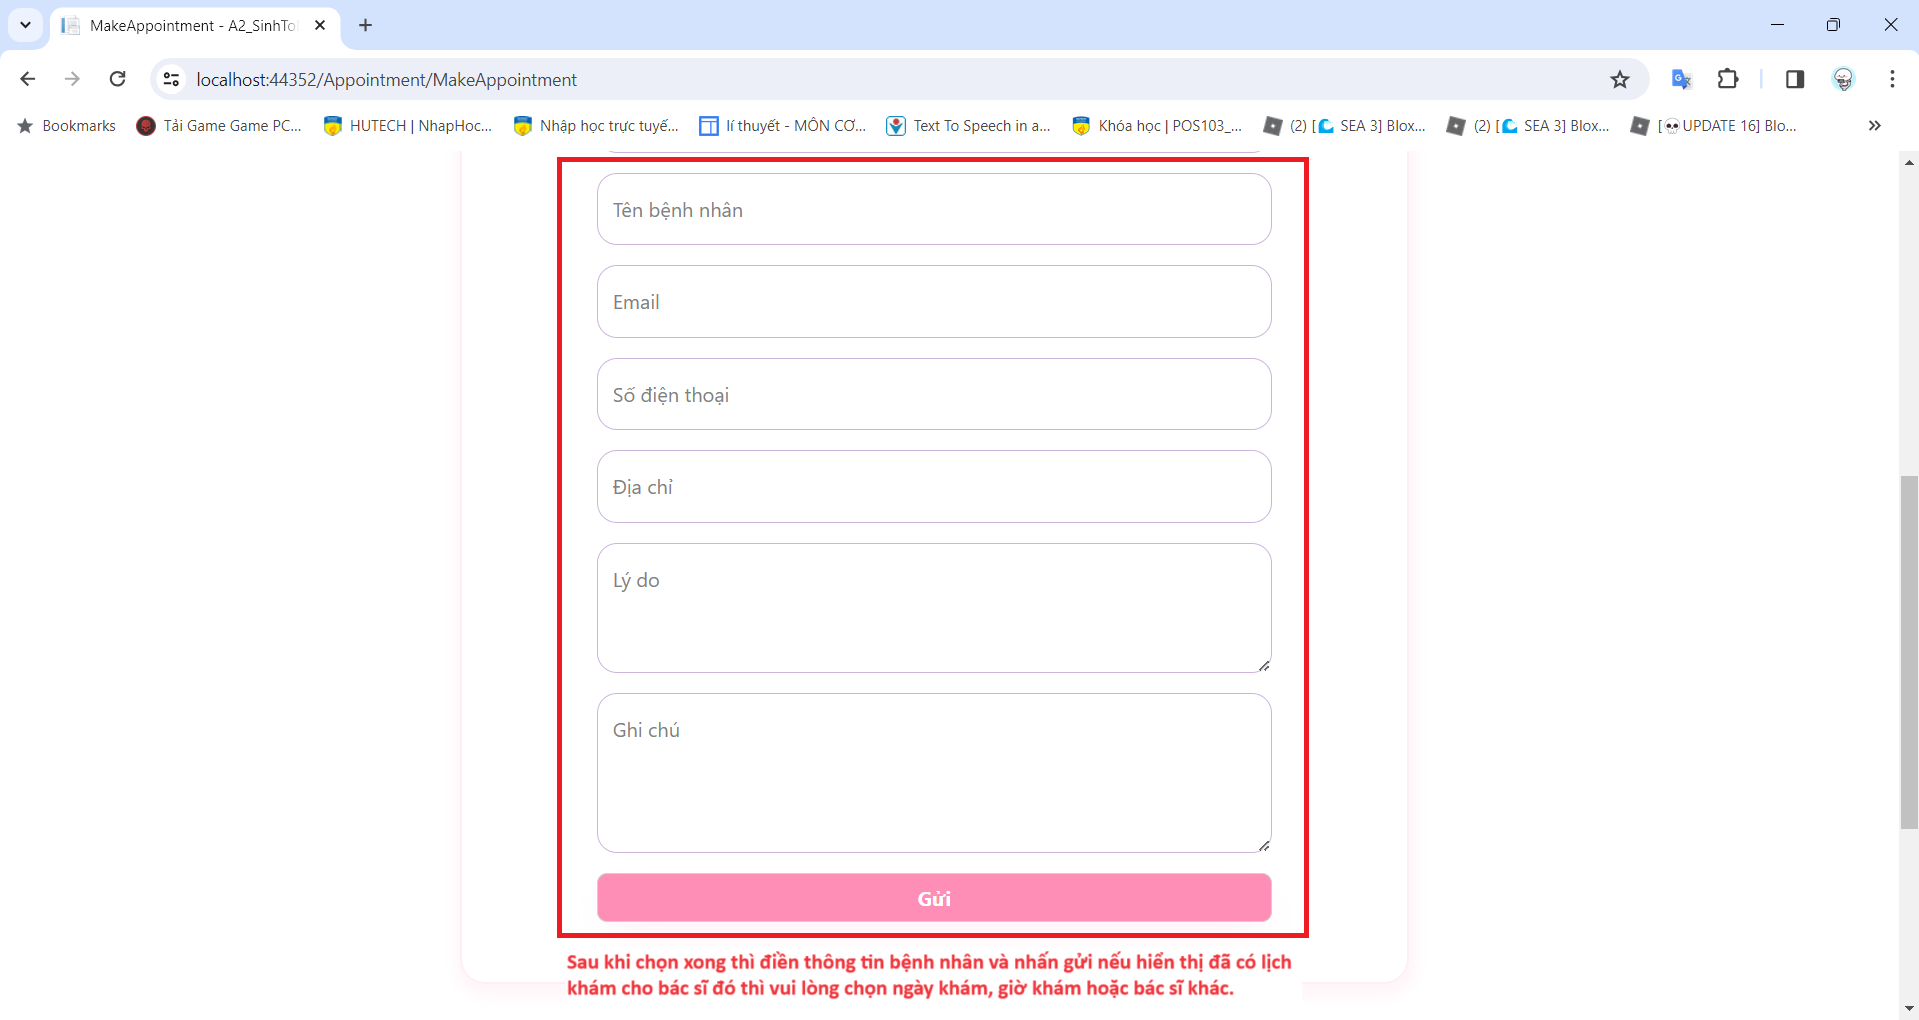 MakeAppointment - A2_SinhTo
localhost:44352/Appointment/MakeAppointment
Bookmarks
Tải Game Game PC...
HUTECH | NhapHoc...
Nhập học trực tuyế...
lí thuyết - MÔN CƠ...
Text To Speech in a...
Khóa học | POS103_...
(2) [🌊 SEA 3] Blox...
(2) [🌊 SEA 3] Blox...
[💀UPDATE 16] Blo...
Tên bệnh nhân
Email
Số điện thoại
Địa chỉ
Lý do
Ghi chú
Gửi
Sau khi chọn xong thì điền thông tin bệnh nhân và nhấn gửi nếu hiển thị đã có lịch
khám cho bác sĩ đó thì vui lòng chọn ngày khám, giờ khám hoặc bác sĩ khác.